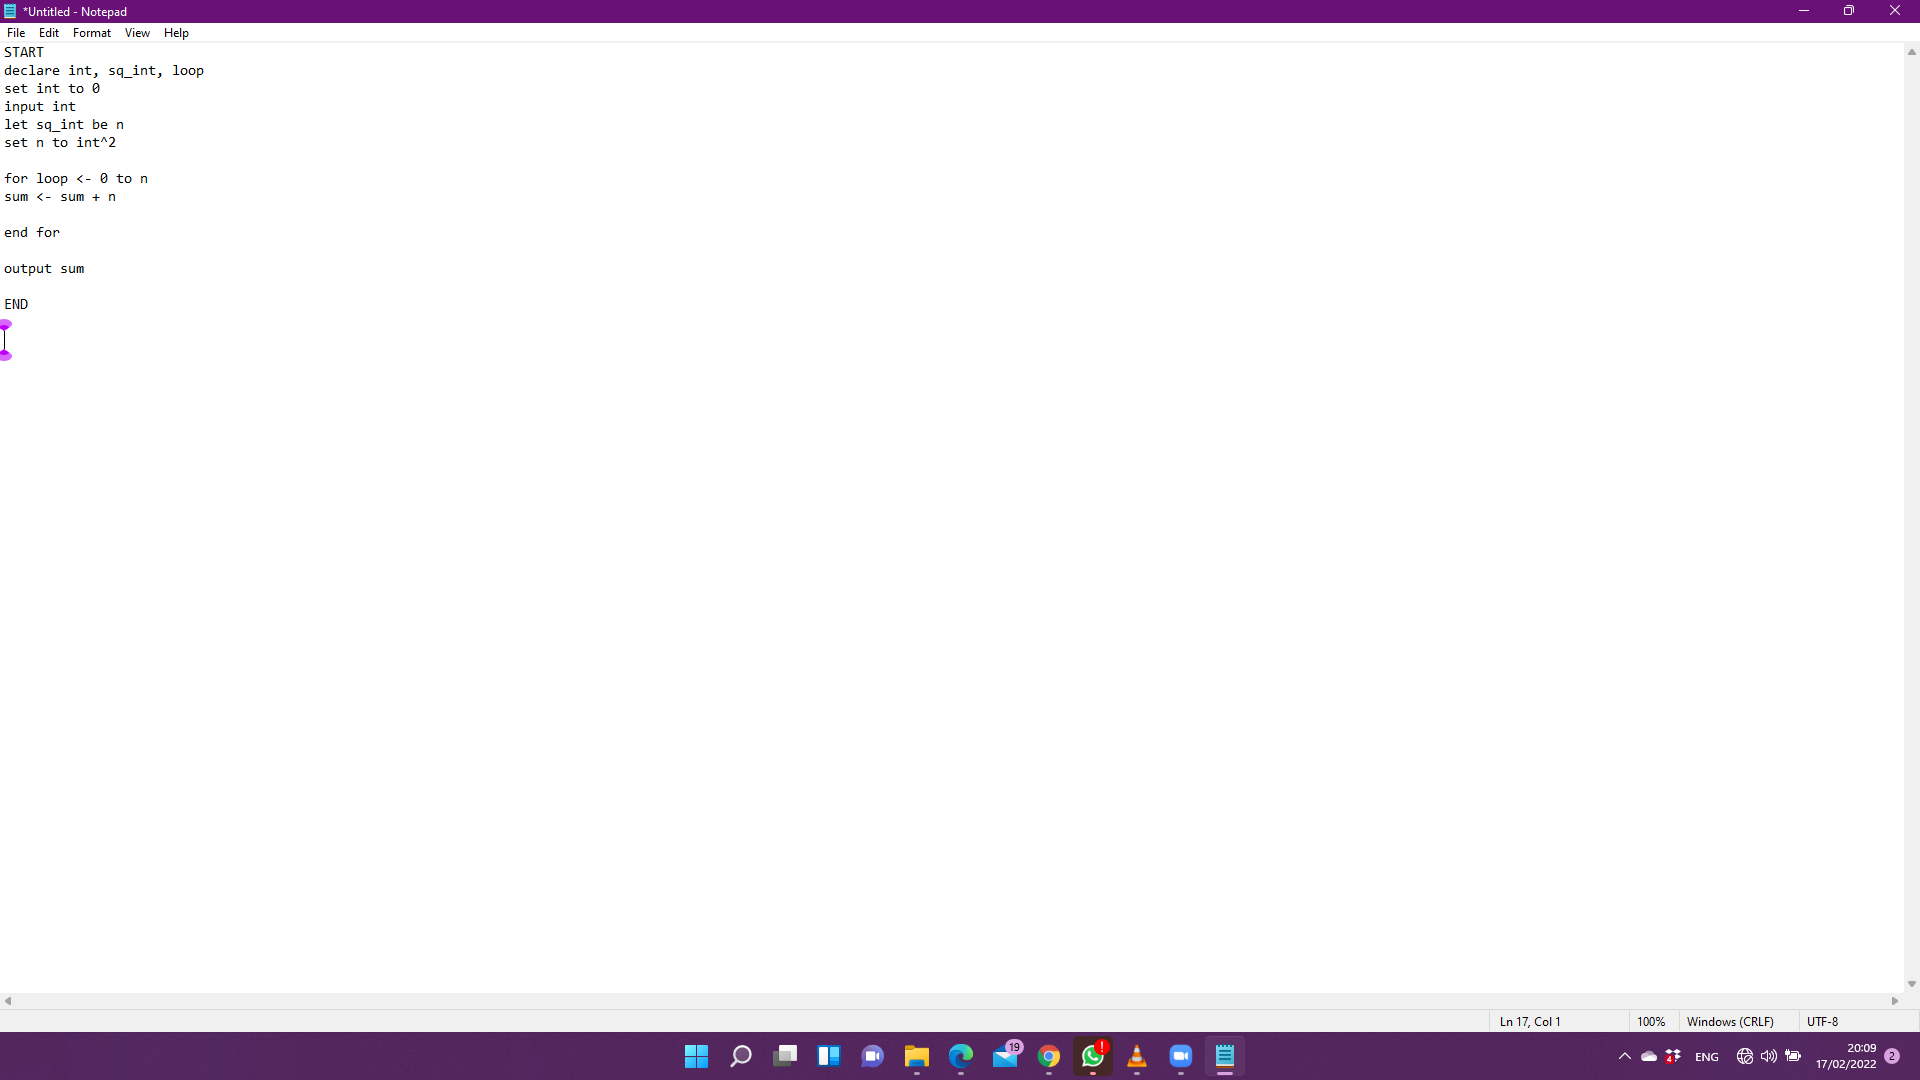 *Untitled - Notepad
File Edit Format View Help
START
declare int, sq_int, loop
set int to 0
input int
let sq_int be n
set n to int^2
for loop <- 0 to n
sum <- sum + n
end for
output sum
END
Ln 17, Col 1 100% Windows (CRLF) UTF-8
19 ! 4 ENG 20:09 2
17/02/2022